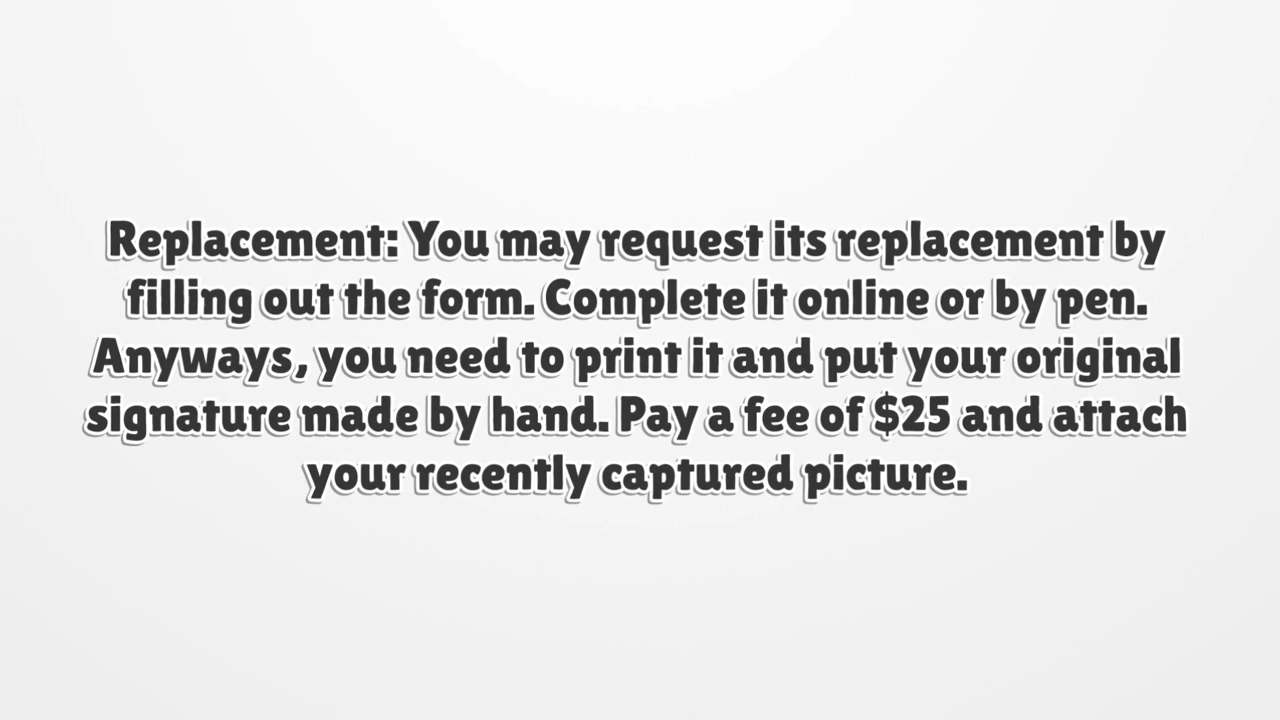 Replacement: You may request its replacement by
filling out the form. Complete it online or by pen.
Anyways, you need to print it and put your original
signature made by hand. Pay a fee of $25 and attach
your recently captured picture.